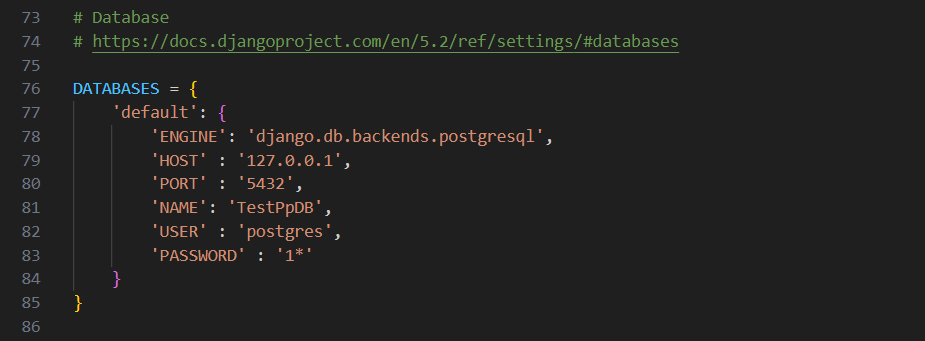 73 # Database
74 # https://docs.djangoproject.com/en/5.2/ref/settings/#databases
75
76 DATABASES = {
77     'default': {
78         'ENGINE': 'django.db.backends.postgresql',
79         'HOST' : '127.0.0.1',
80         'PORT' : '5432',
81         'NAME': 'TestPpDB',
82         'USER' : 'postgres',
83         'PASSWORD' : '1*'
84     }
85 }
86